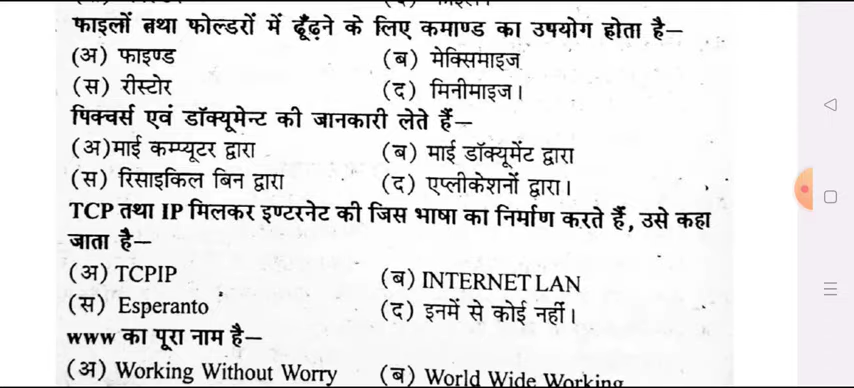 फाइलों तथा फोल्डरों में ढूँढ़ने के लिए कमाण्ड का उपयोग होता है—
(अ) फाइण्ड (ब) मेक्सिमाइज
(स) रीस्टोर (द) मिनीमाइज।
पिक्चर्स एवं डॉक्यूमेन्ट की जानकारी लेते हैं—
(अ)माई कम्प्यूटर द्वारा (ब) माई डॉक्यूमेंट द्वारा
(स) रिसाइकिल बिन द्वारा (द) एप्लीकेशनों द्वारा।
TCP तथा IP मिलकर इण्टरनेट की जिस भाषा का निर्माण करते हैं, उसे कहा
जाता है—
(अ) TCPIP (ब) INTERNET LAN
(स) Esperanto (द) इनमें से कोई नहीं।
www का पूरा नाम है—
(अ) Working Without Worry (ब) World Wide Working